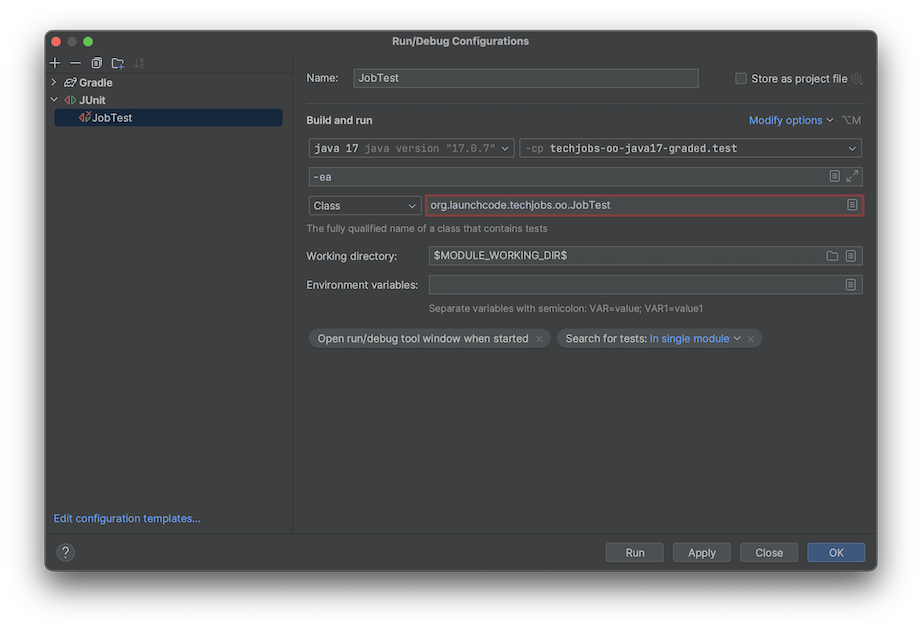 Run/Debug Configurations
Gradle
JUnit
JobTest
Edit configuration templates...
Name: JobTest Store as project file
Build and run Modify options ⌥M
java 17 java version "17.0.7" -cp techjobs-oo-java17-graded.test
-ea
Class org.launchcode.techjobs.oo.JobTest
The fully qualified name of a class that contains tests
Working directory: $MODULE_WORKING_DIR$
Environment variables:
Separate variables with semicolon: VAR=value; VAR1=value1
Open run/debug tool window when started × Search for tests: In single module ×
? Run Apply Close OK